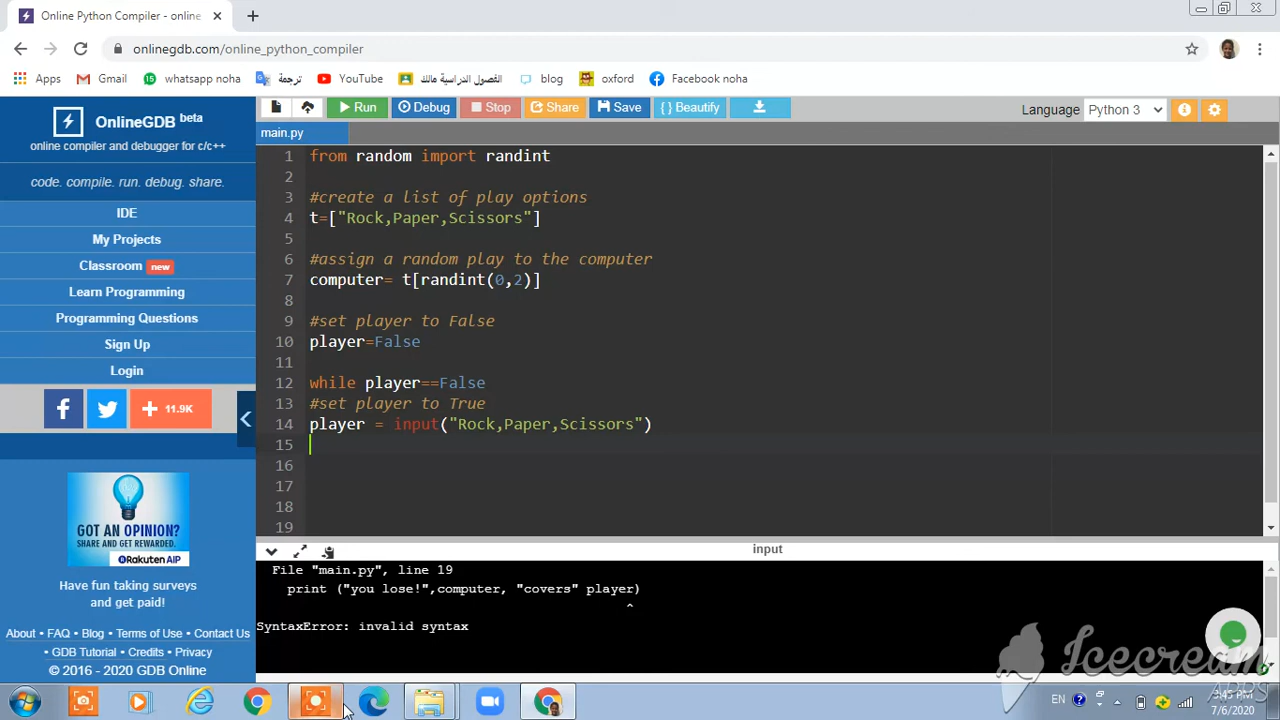 Online Python Compiler - online
onlinegdb.com/online_python_compiler
Apps
Gmail
15
whatsapp noha
ترجمة
YouTube
الفصول الدراسية مالك
blog
oxford
Facebook noha
OnlineGDB beta
online compiler and debugger for c/c++
code. compile. run. debug. share.
IDE
My Projects
Classroom new
Learn Programming
Programming Questions
Sign Up
Login
11.9K
GOT AN OPINION?
SHARE AND GET REWARDED.
Rakuten AIP
Have fun taking surveys
and get paid!
About • FAQ • Blog • Terms of Use • Contact Us
• GDB Tutorial • Credits • Privacy
© 2016 - 2020 GDB Online
Run
Debug
Stop
Share
Save
{ } Beautify
Language Python 3
main.py
1 from random import randint
2
3 #create a list of play options
4 t=["Rock,Paper,Scissors"]
5
6 #assign a random play to the computer
7 computer= t[randint(0,2)]
8
9 #set player to False
10 player=False
11
12 while player==False
13 #set player to True
14 player = input("Rock,Paper,Scissors")
15
16
17
18
19
input
File "main.py", line 19
print ("you lose!",computer, "covers" player)
^
SyntaxError: invalid syntax
Icecream
APPS
EN
3:45 PM
7/6/2020